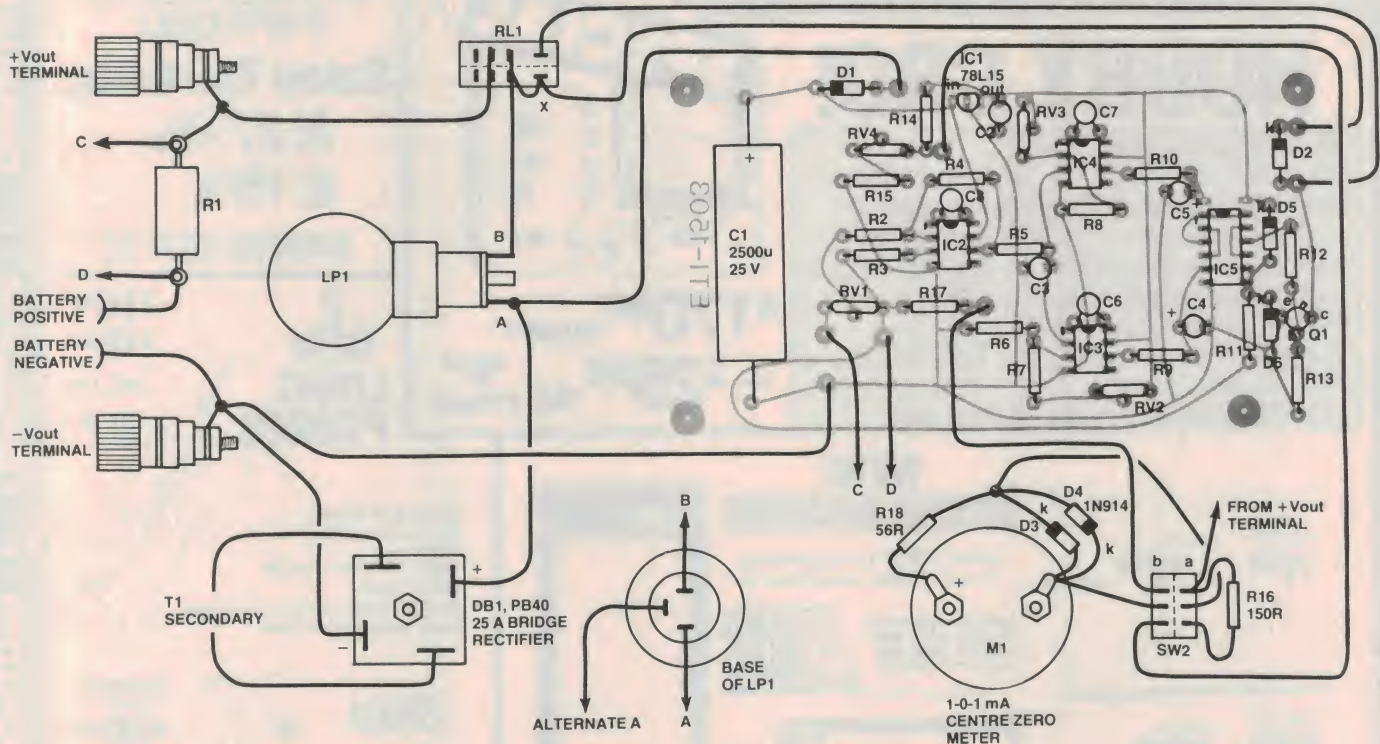 +Vout
TERMINAL
C
R1
D
BATTERY
POSITIVE
BATTERY
NEGATIVE
−Vout
TERMINAL
RL1
X
LP1
B
A
T1
SECONDARY
+
−
DB1, PB40
25 A BRIDGE
RECTIFIER
B
BASE
OF LP1
ALTERNATE A
A
ETI-1503
+
C1
2500u
25 V
D1
IC1
78L15
in
out
R14
C2
RV3
C7
RV4
R4
IC4
R10
k
D2
R15
C5
+
R8
R2
IC2
R5
k
D5
R3
C3
IC5
R12
RV1
R17
C6
C4
+
k
e
B
c
Q1
R6
IC3
R11
D6
R7
R9
R13
RV2
C
D
R18
56R
k
D3
D4
1N914
k
FROM +Vout
TERMINAL
b
a
+
R16
150R
M1
SW2
1-0-1 mA
CENTRE ZERO
METER